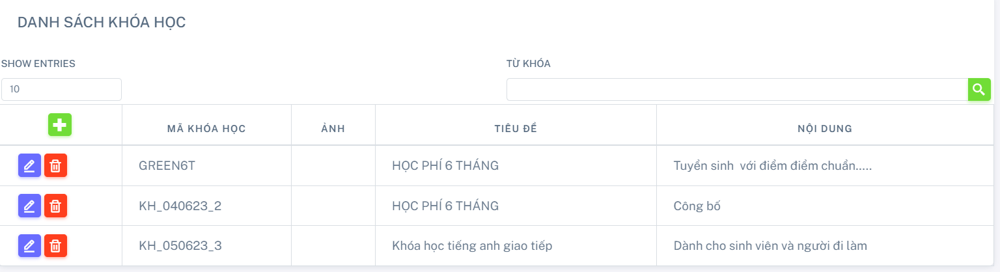 DANH SÁCH KHÓA HỌC
SHOW ENTRIES
TỪ KHÓA
10
MÃ KHÓA HỌC ẢNH TIÊU ĐỀ NỘI DUNG
GREEN6T HỌC PHÍ 6 THÁNG Tuyển sinh với điểm điểm chuẩn.....
KH_040623_2 HỌC PHÍ 6 THÁNG Công bố
KH_050623_3 Khóa học tiếng anh giao tiếp Dành cho sinh viên và người đi làm